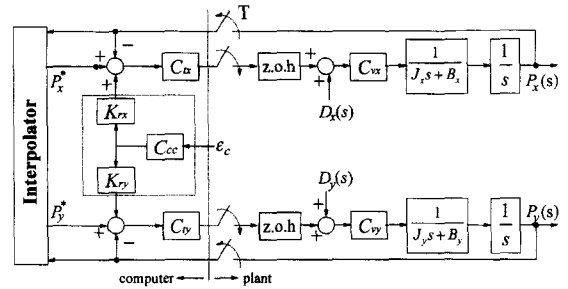 T
Interpolator
P*x
+
−
+
Ctx
z.o.h
+
+
Cvx
1
Jxs + Bx
1
s
Px(s)
Dx(s)
Krx
Ccc
εc
Kry
Dy(s)
P*y
+
+
−
Cty
z.o.h
+
+
Cvy
1
Jys + By
1
s
Py(s)
computer
plant